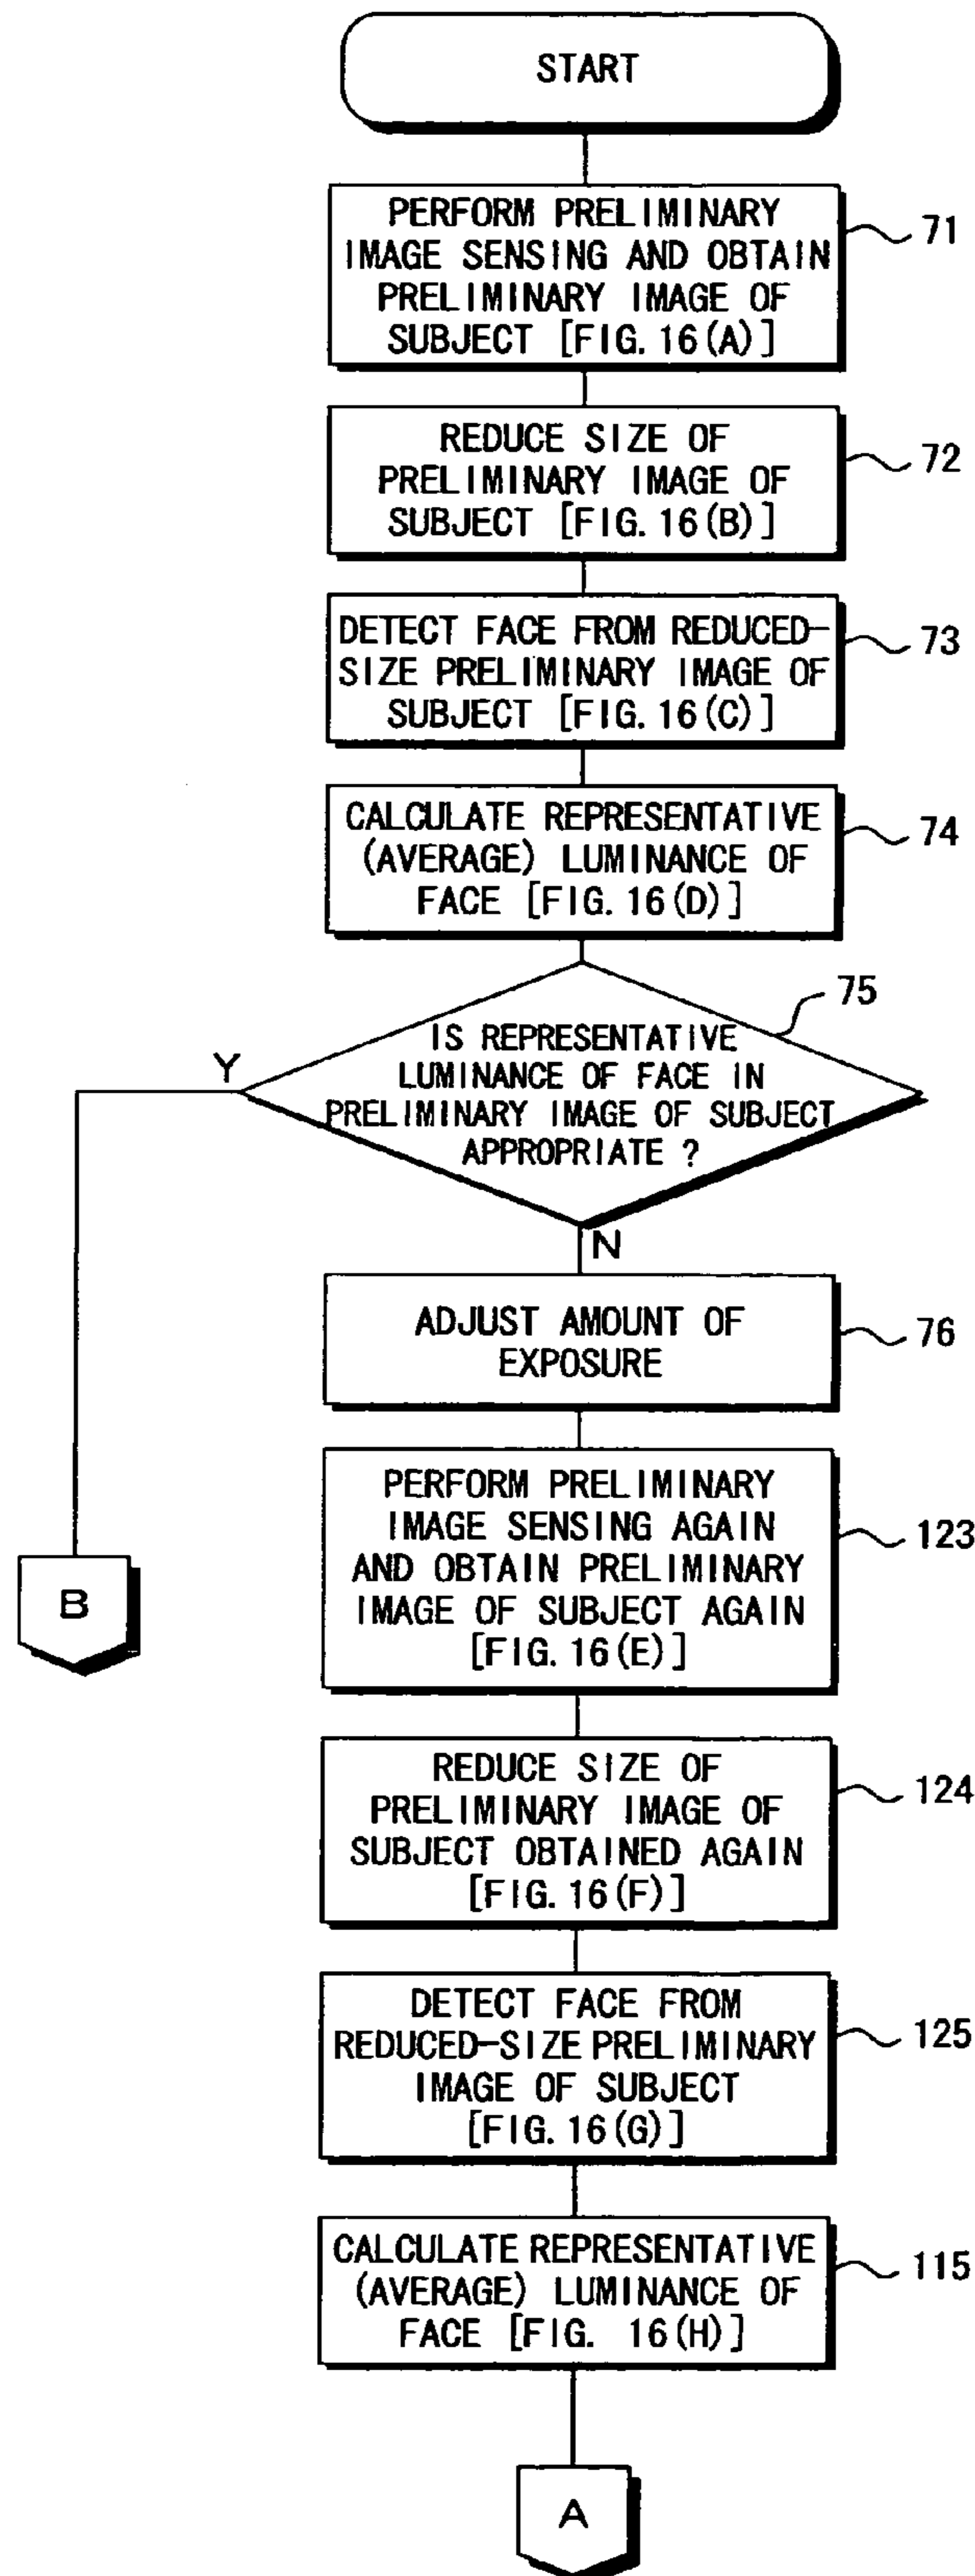 START
PERFORM PRELIMINARY
IMAGE SENSING AND OBTAIN
PRELIMINARY IMAGE OF
SUBJECT [FIG. 16(A)]
71
REDUCE SIZE OF
PRELIMINARY IMAGE OF
SUBJECT [FIG. 16(B)]
72
DETECT FACE FROM REDUCED-
SIZE PRELIMINARY IMAGE OF
SUBJECT [FIG. 16(C)]
73
CALCULATE REPRESENTATIVE
(AVERAGE) LUMINANCE OF
FACE [FIG. 16(D)]
74
75
IS REPRESENTATIVE
LUMINANCE OF FACE IN
PRELIMINARY IMAGE OF SUBJECT
APPROPRIATE ?
Y
N
ADJUST AMOUNT OF
EXPOSURE
76
PERFORM PRELIMINARY
IMAGE SENSING AGAIN
AND OBTAIN PRELIMINARY
IMAGE OF SUBJECT AGAIN
[FIG. 16(E)]
123
B
REDUCE SIZE OF
PRELIMINARY IMAGE OF
SUBJECT OBTAINED AGAIN
[FIG. 16(F)]
124
DETECT FACE FROM
REDUCED-SIZE PRELIMINARY
IMAGE OF SUBJECT
[FIG. 16(G)]
125
CALCULATE REPRESENTATIVE
(AVERAGE) LUMINANCE OF
FACE [FIG. 16(H)]
115
A